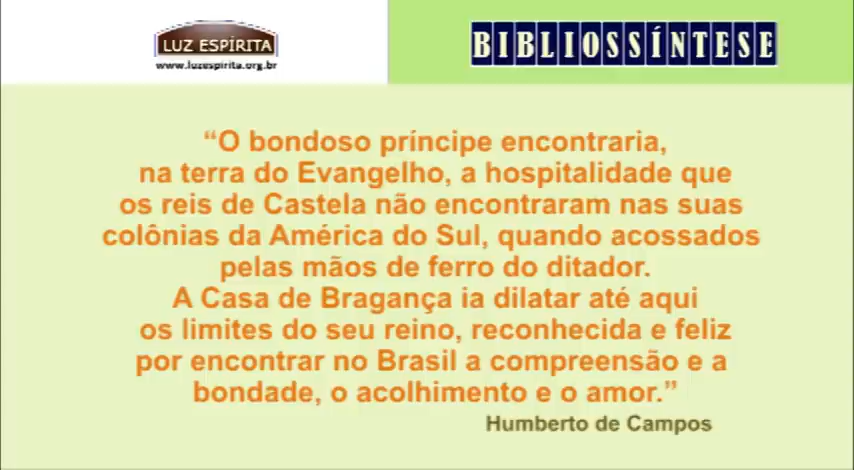 LUZ ESPÍRITA
www.luzespirita.org.br
BIBLIOSSÍNTESE
“O bondoso príncipe encontraria,
na terra do Evangelho, a hospitalidade que
os reis de Castela não encontraram nas suas
colônias da América do Sul, quando acossados
pelas mãos de ferro do ditador.
A Casa de Bragança ia dilatar até aqui
os limites do seu reino, reconhecida e feliz
por encontrar no Brasil a compreensão e a
bondade, o acolhimento e o amor.”
Humberto de Campos